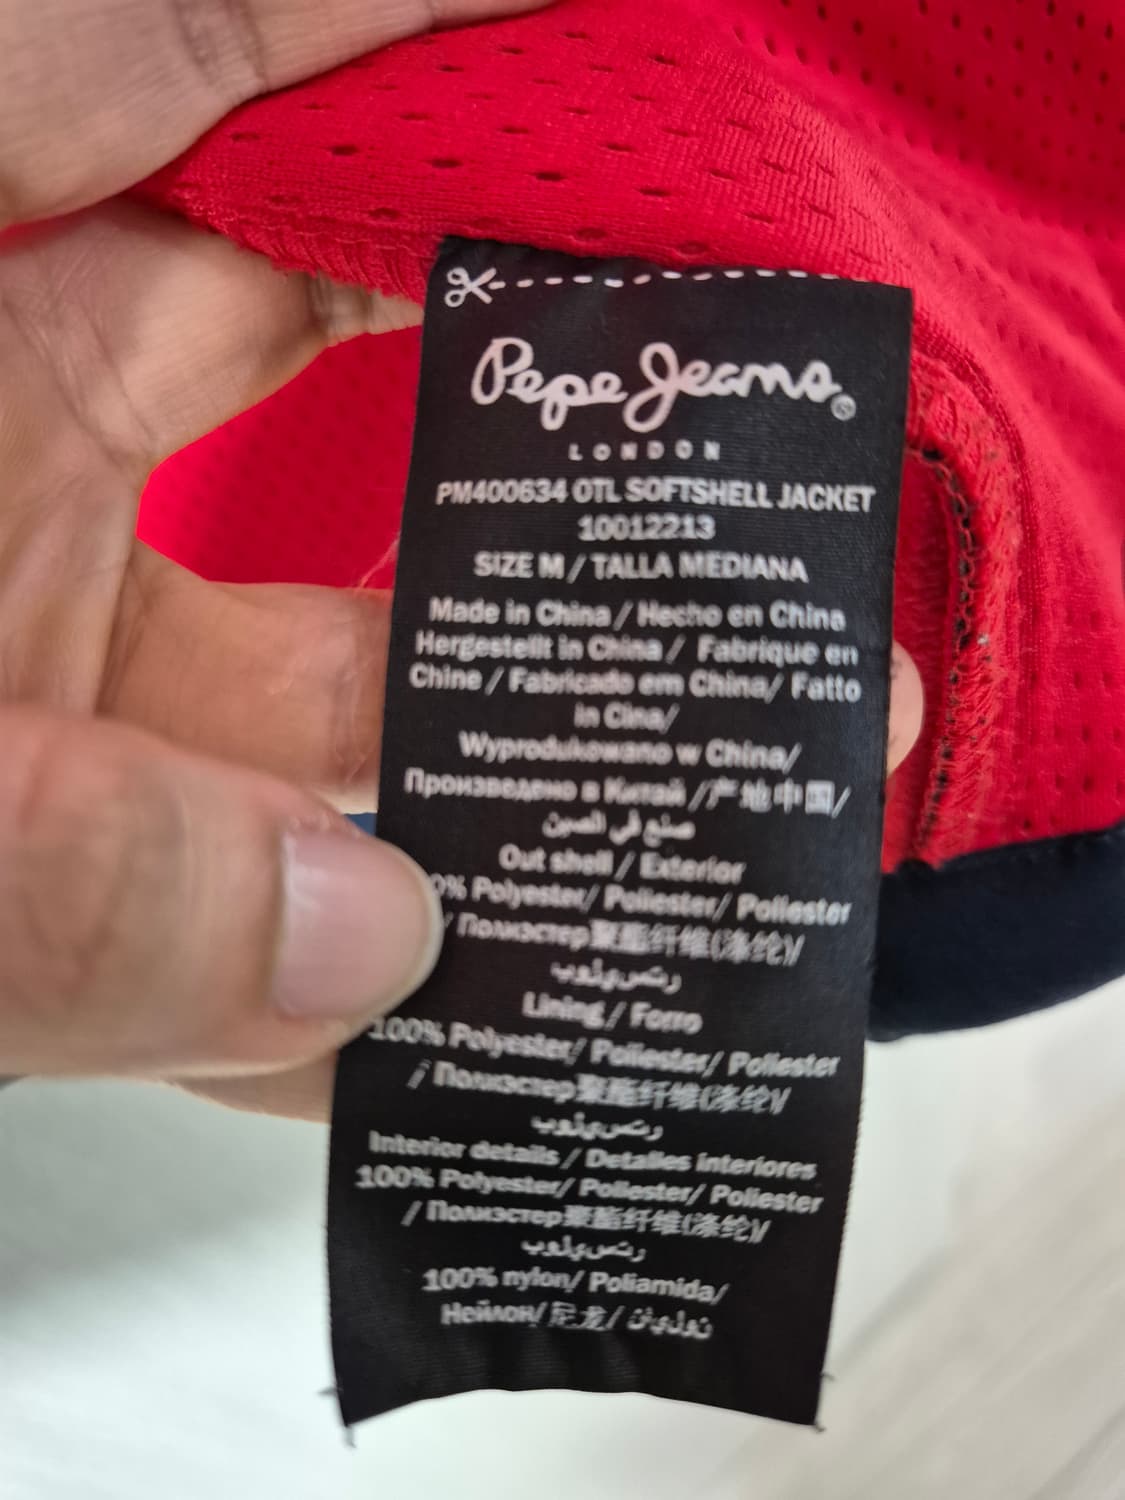 Pepe Jeans
LONDON
PM400634 OTL SOFTSHELL JACKET
10012213
SIZE M / TALLA MEDIANA
Made in China / Hecho en China
Hergestellt in China / Fabrique en
Chine / Fabricado em China/ Fatto
in Cina/
Wyprodukowano w China/
Произведено в Китай /产地中国/
صنع في الصين
Out shell / Exterior
0% Polyester/ Poliester/ Poliester
/ Полиэстер聚酯纤维(涤纶)/
Lining / Forro
100% Polyester/ Poliester/ Poliester
/ Полиэстер聚酯纤维(涤纶)/
Interior details / Detalles interiores
100% Polyester/ Poliester/ Poliester
/ Полиэстер聚酯纤维(涤纶)/
100% nylon/ Poliamida/
Нейлон/尼龙/